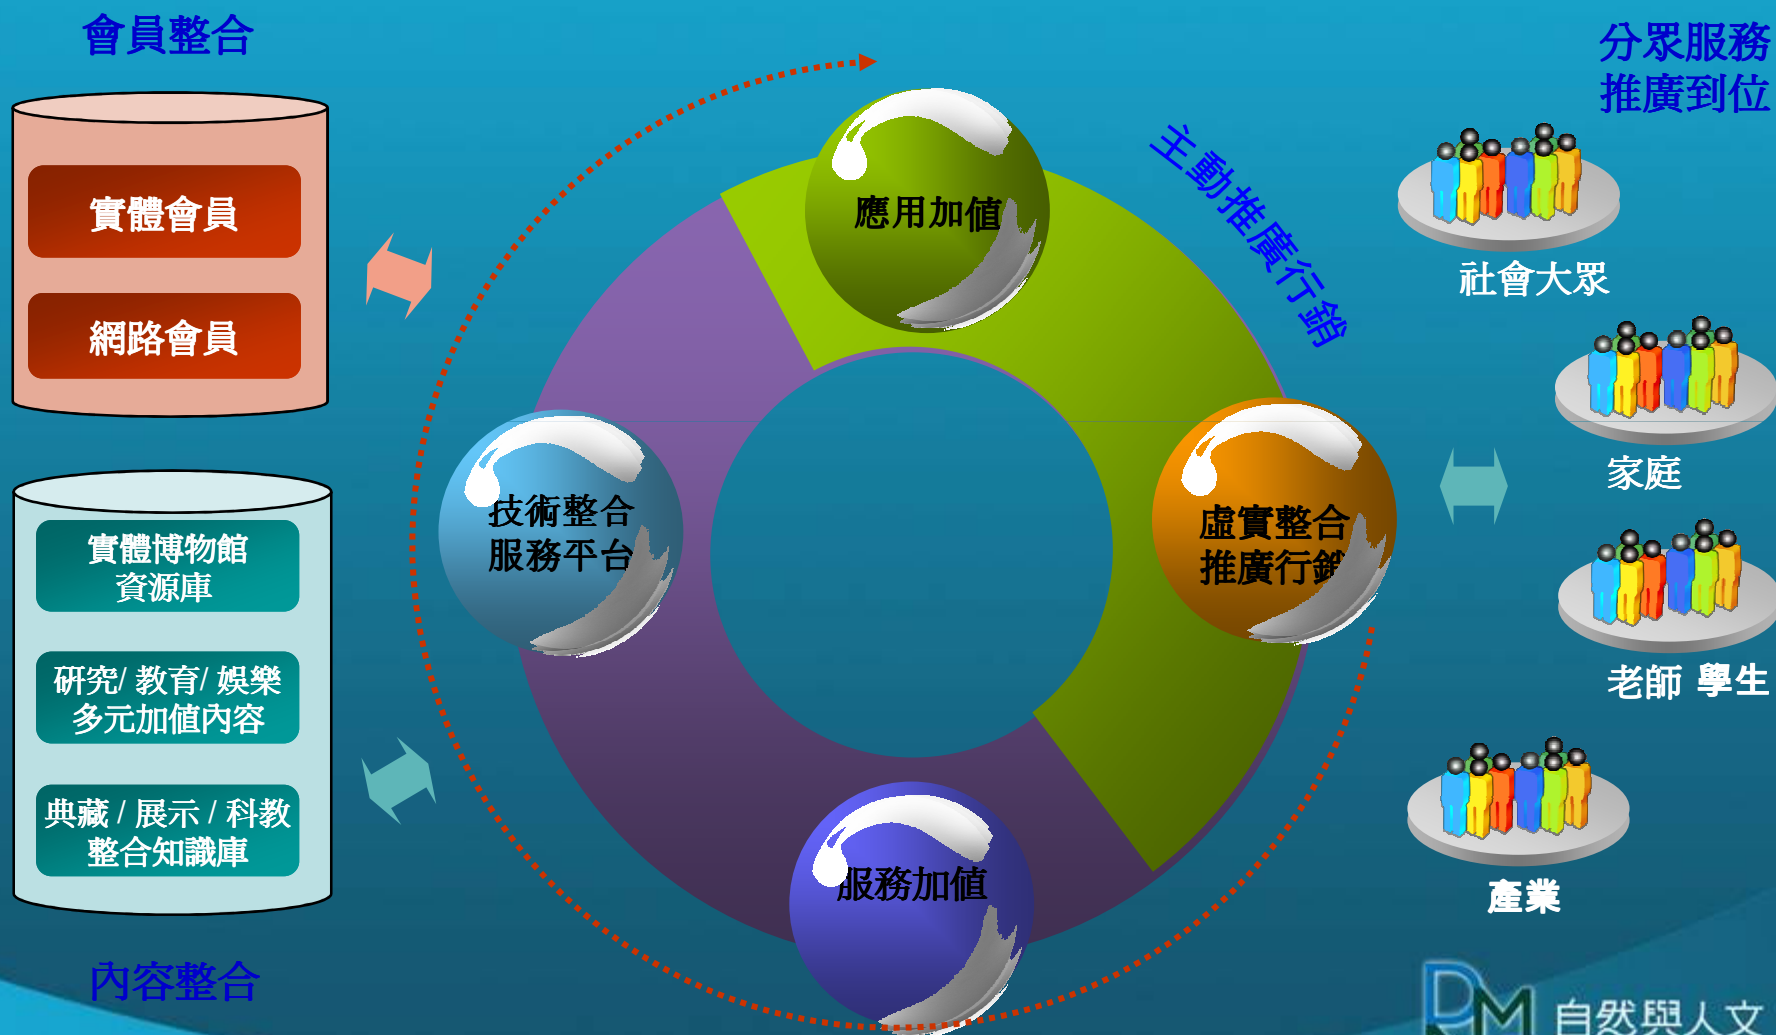 會員整合
實體會員
網路會員
實體博物館
資源庫
研究/ 教育/ 娛樂
多元加值內容
典藏 / 展示 / 科教
整合知識庫
內容整合
應用加值
技術整合
服務平台
虛實整合
推廣行銷
服務加值
主動推廣行銷
分眾服務
推廣到位
社會大眾
家庭
老師 學生
產業
自然與人文